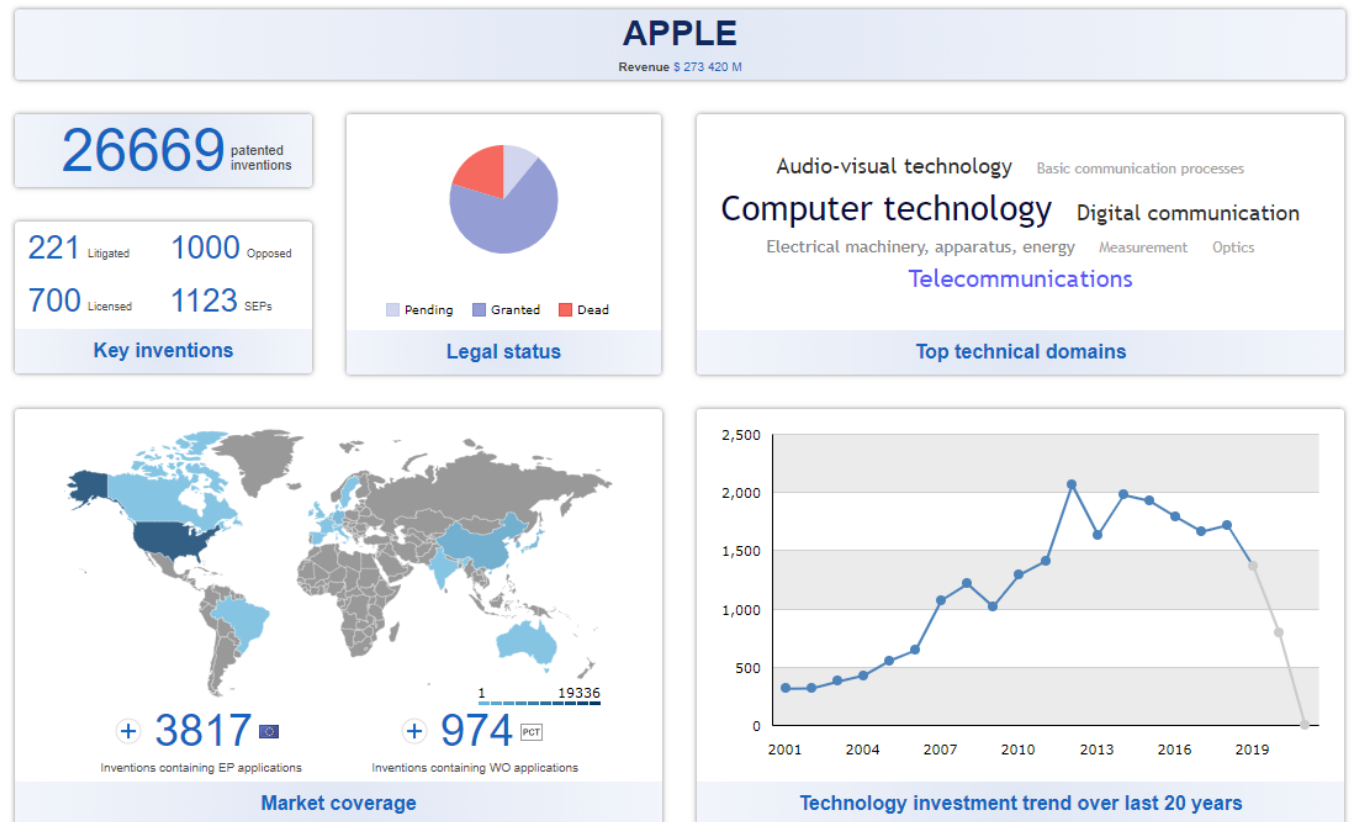 APPLE
Revenue $ 273 420 M
26669 patented inventions
221 Litigated 1000 Opposed
700 Licensed 1123 SEPs
Key inventions
Pending Granted Dead
Legal status
Audio-visual technology Basic communication processes
Computer technology Digital communication
Electrical machinery, apparatus, energy Measurement Optics
Telecommunications
Top technical domains
1 19336
+ 3817 + 974 PCT
Inventions containing EP applications Inventions containing WO applications
Market coverage
2,500
2,000
1,500
1,000
500
0
2001 2004 2007 2010 2013 2016 2019
Technology investment trend over last 20 years